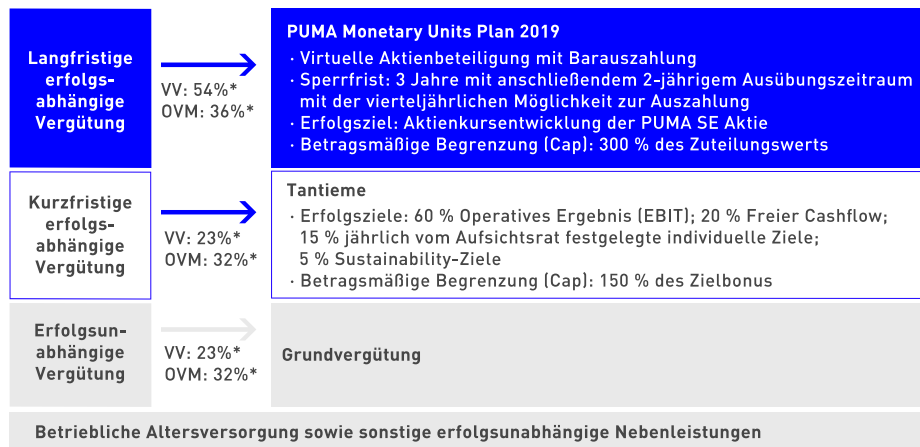 Langfristige
erfolgs-
abhängige
Vergütung
VV: 54%*
OVM: 36%*
PUMA Monetary Units Plan 2019
· Virtuelle Aktienbeteiligung mit Barauszahlung
· Sperrfrist: 3 Jahre mit anschließendem 2-jährigem Ausübungszeitraum
mit der vierteljährlichen Möglichkeit zur Auszahlung
· Erfolgsziel: Aktienkursentwicklung der PUMA SE Aktie
· Betragsmäßige Begrenzung (Cap): 300 % des Zuteilungswerts
Kurzfristige
erfolgs-
abhängige
Vergütung
VV: 23%*
OVM: 32%*
Tantieme
· Erfolgsziele: 60 % Operatives Ergebnis (EBIT); 20 % Freier Cashflow;
15 % jährlich vom Aufsichtsrat festgelegte individuelle Ziele;
5 % Sustainability-Ziele
· Betragsmäßige Begrenzung (Cap): 150 % des Zielbonus
Erfolgsun-
abhängige
Vergütung
VV: 23%*
OVM: 32%*
Grundvergütung
Betriebliche Altersversorgung sowie sonstige erfolgsunabhängige Nebenleistungen